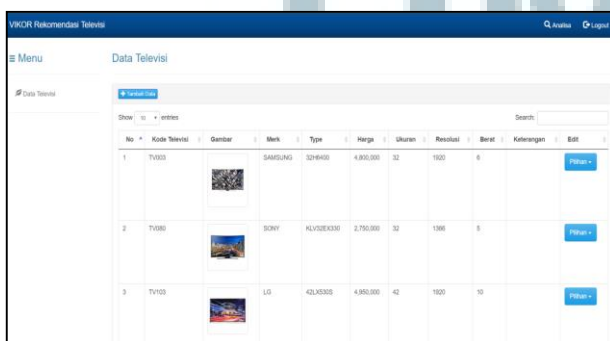 VIKOR Rekomendasi Televisi Analisa Logout
Menu
Data Televisi
Data Televisi
Tambah Data
Show 10 entries Search:
No Kode Televisi Gambar Merk Type Harga Ukuran Resolusi Berat Keterangan Edit
1 TV003 SAMSUNG 32H6400 4,800,000 32 1920 6 Pilihan
2 TV080 SONY KLV32EX330 2,750,000 32 1366 5 Pilihan
3 TV103 LG 42LX530S 4,950,000 42 1920 10 Pilihan